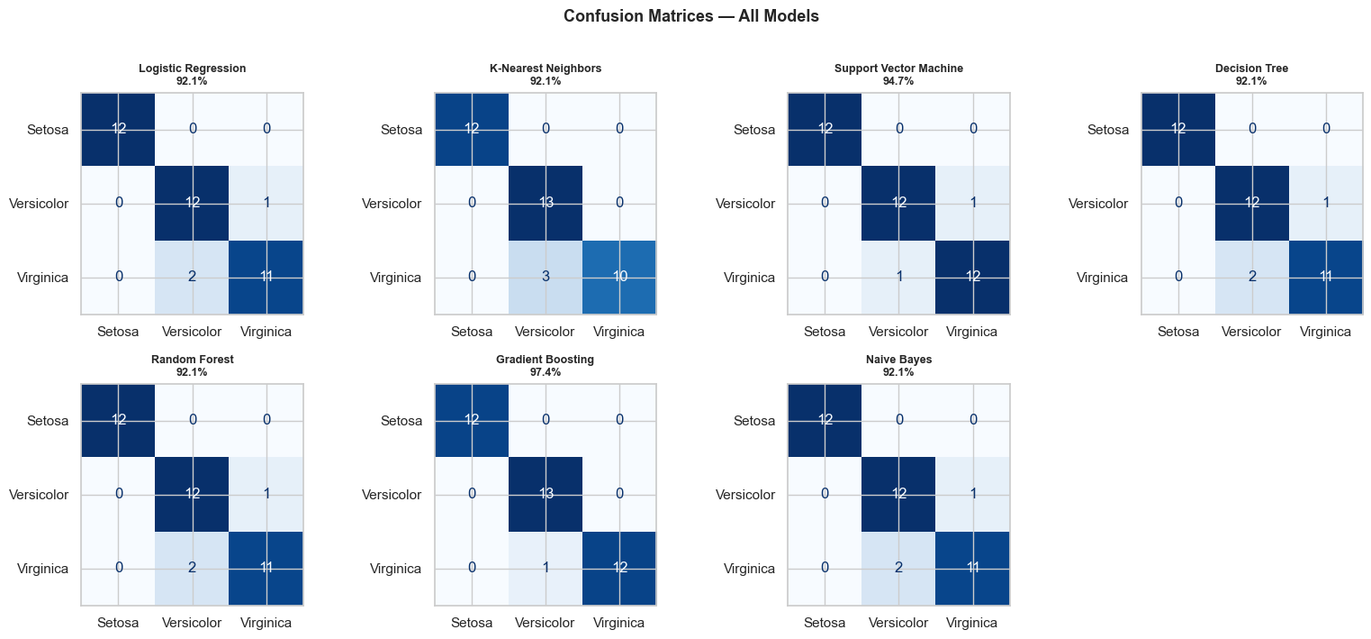 Confusion Matrices — All Models
Logistic Regression
92.1%
Setosa 12 0 0
Versicolor 0 12 1
Virginica 0 2 11
Setosa Versicolor Virginica
K-Nearest Neighbors
92.1%
Setosa 12 0 0
Versicolor 0 13 0
Virginica 0 3 10
Setosa Versicolor Virginica
Support Vector Machine
94.7%
Setosa 12 0 0
Versicolor 0 12 1
Virginica 0 1 12
Setosa Versicolor Virginica
Decision Tree
92.1%
Setosa 12 0 0
Versicolor 0 12 1
Virginica 0 2 11
Setosa Versicolor Virginica
Random Forest
92.1%
Setosa 12 0 0
Versicolor 0 12 1
Virginica 0 2 11
Setosa Versicolor Virginica
Gradient Boosting
97.4%
Setosa 12 0 0
Versicolor 0 13 0
Virginica 0 1 12
Setosa Versicolor Virginica
Naive Bayes
92.1%
Setosa 12 0 0
Versicolor 0 12 1
Virginica 0 2 11
Setosa Versicolor Virginica